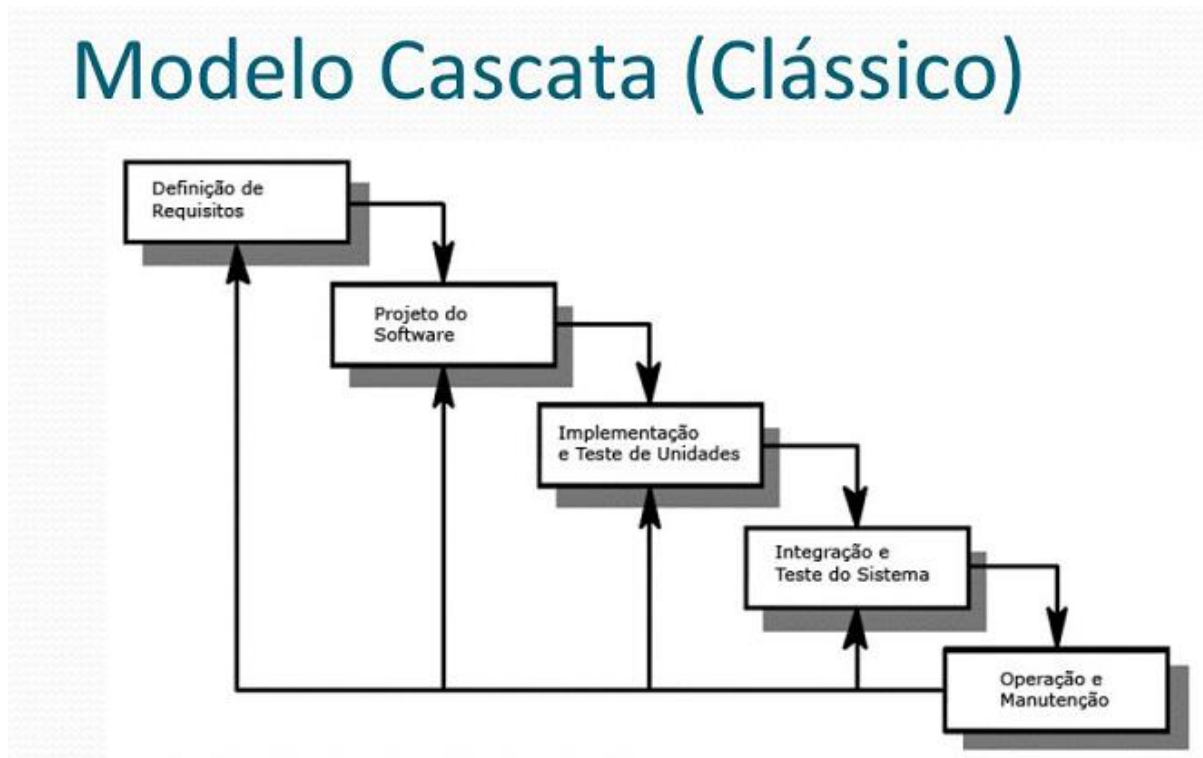 Modelo Cascata (Clássico)
Definição de
Requisitos
Projeto do
Software
Implementação
e Teste de Unidades
Integração e
Teste do Sistema
Operação e
Manutenção